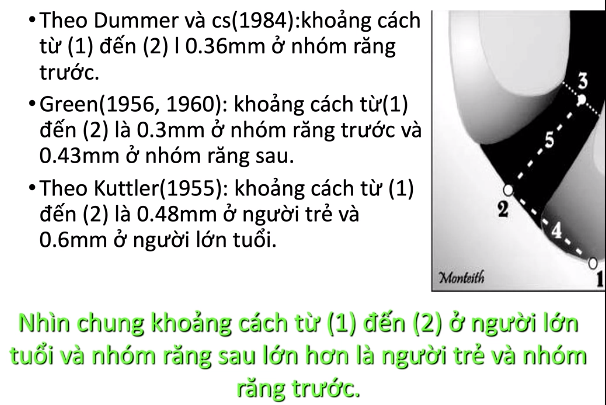 •Theo Dummer và cs(1984):khoảng cách
từ (1) đến (2) l 0.36mm ở nhóm răng
trước.
•Green(1956, 1960): khoảng cách từ(1)
đến (2) là 0.3mm ở nhóm răng trước và
0.43mm ở nhóm răng sau.
•Theo Kuttler(1955): khoảng cách từ (1)
đến (2) là 0.48mm ở người trẻ và
0.6mm ở người lớn tuổi.
3
5
2
4
1
Monteith
Nhìn chung khoảng cách từ (1) đến (2) ở người lớn
tuổi và nhóm răng sau lớn hơn là người trẻ và nhóm
răng trước.